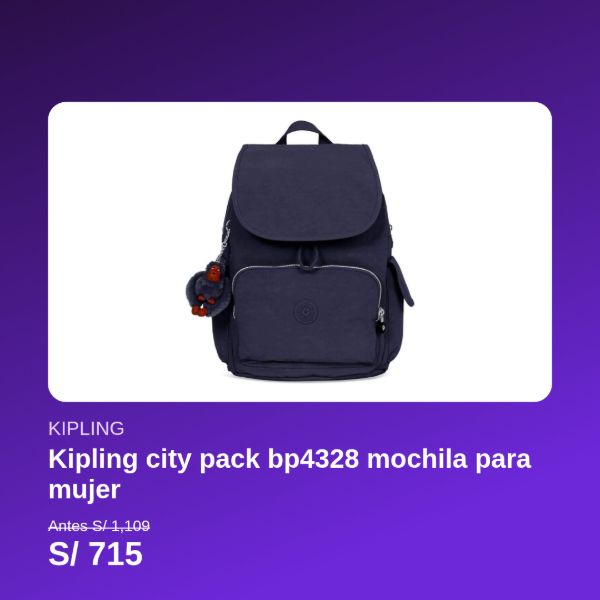 KIPLING
Kipling city pack bp4328 mochila para
mujer
Antes S/ 1,109
S/ 715